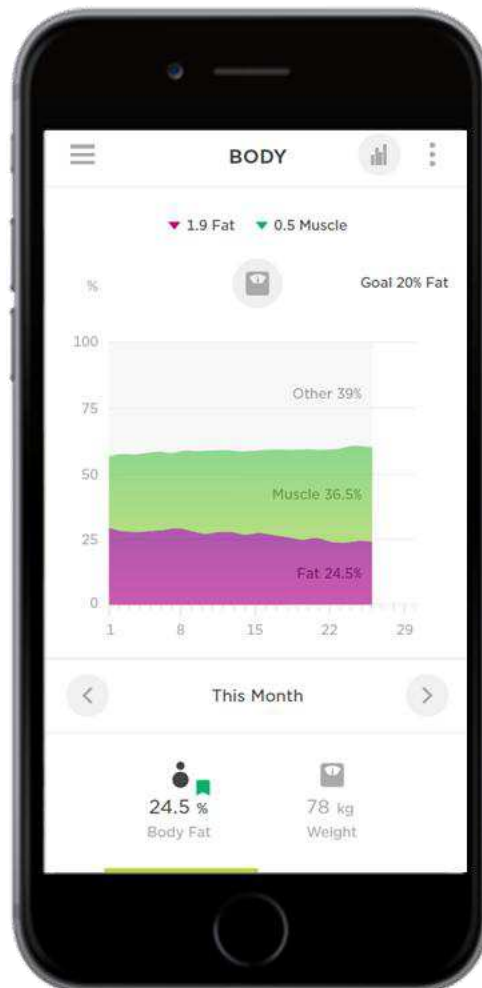 BODY
1.9 Fat 0.5 Muscle
% Goal 20% Fat
100
Other 39%
75
50
Muscle 36.5%
25
Fat 24.5%
0
1 8 15 22 29
This Month
24.5 % 78 kg
Body Fat Weight